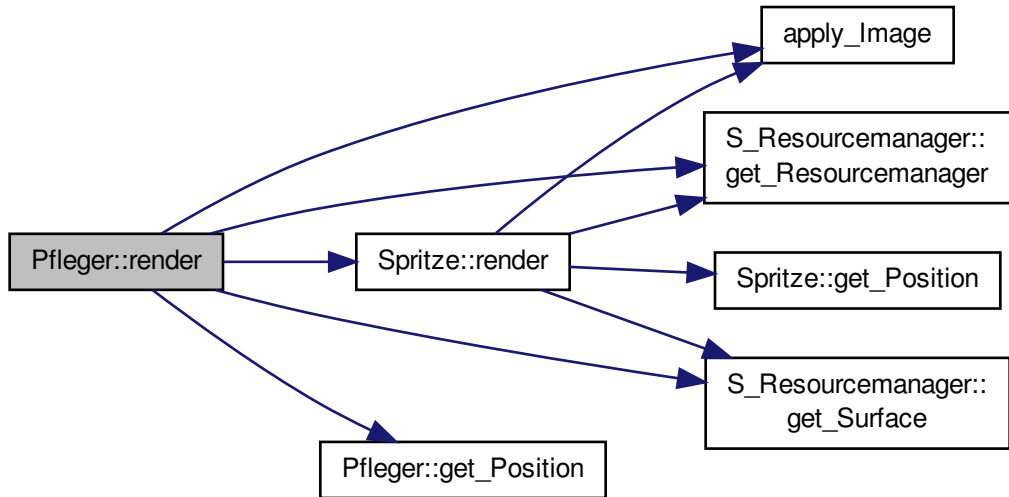 apply_Image
S_Resourcemanager::
get_Resourcemanager
Pfleger::render
Spritze::render
Spritze::get_Position
S_Resourcemanager::
get_Surface
Pfleger::get_Position